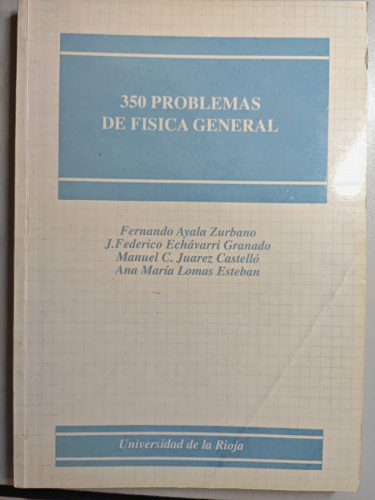 350 PROBLEMAS
DE FISICA GENERAL
Fernando Ayala Zurbano
J.Federico Echávarri Granado
Manuel C. Juarez Castelló
Ana María Lomas Esteban
Universidad de la Rioja